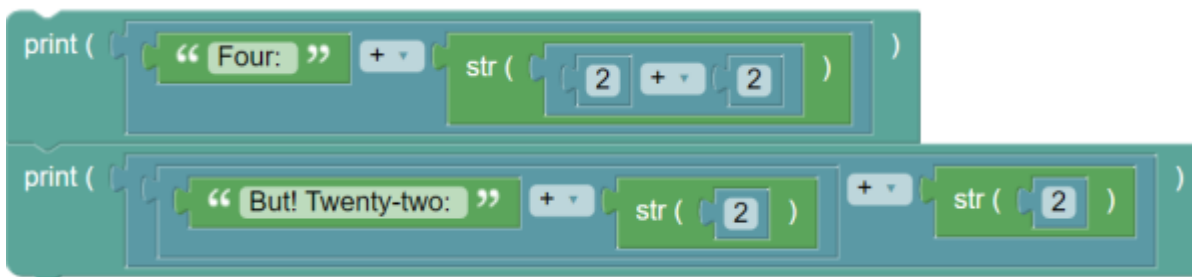 print ( “ Four: ” + str ( 2 + 2 ) )
print ( “ But! Twenty-two: ” + str ( 2 ) + str ( 2 ) )